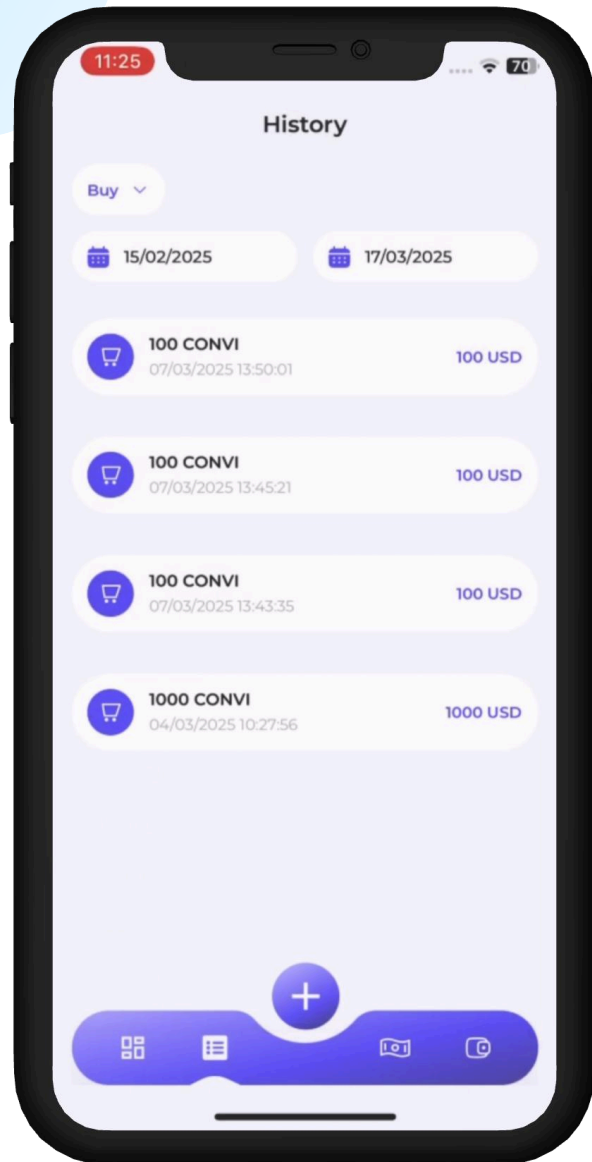 11:25
70
History
Buy
15/02/2025 17/03/2025
100 CONVI
07/03/2025 13:50:01
100 USD
100 CONVI
07/03/2025 13:45:21
100 USD
100 CONVI
07/03/2025 13:43:35
100 USD
1000 CONVI
04/03/2025 10:27:56
1000 USD